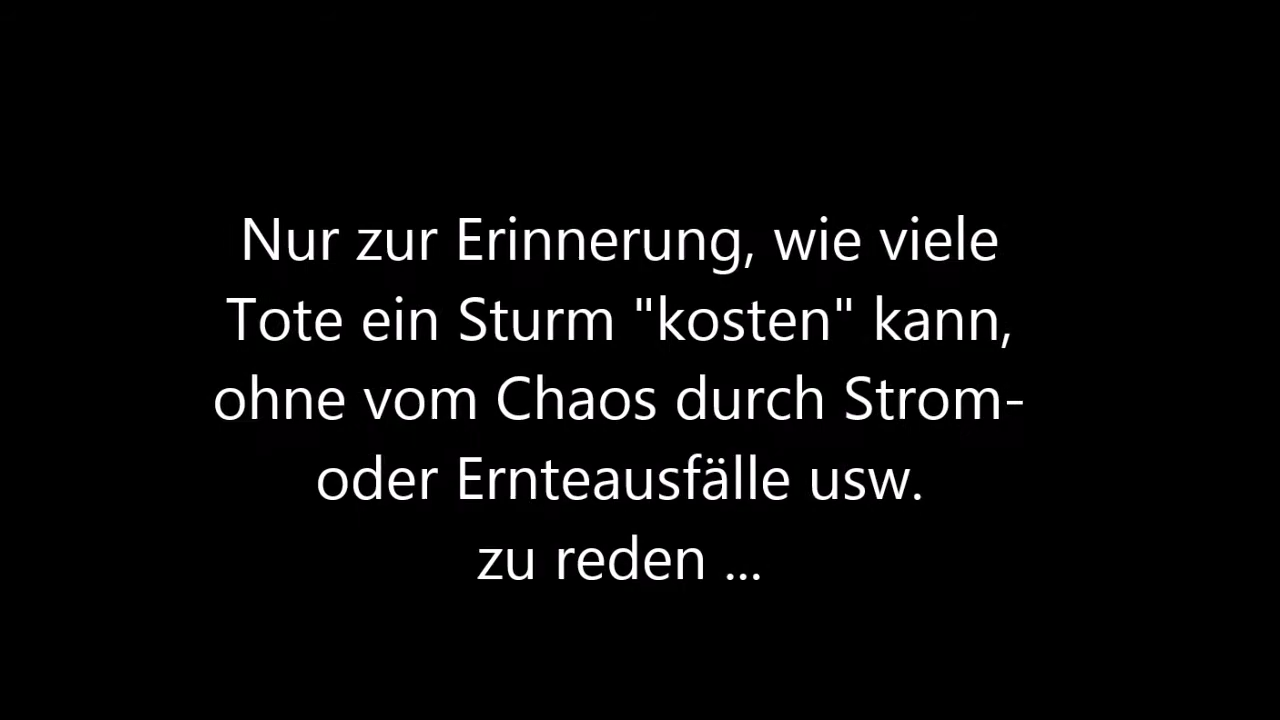 Nur zur Erinnerung, wie viele
Tote ein Sturm "kosten" kann,
ohne vom Chaos durch Strom-
oder Ernteausfälle usw.
zu reden ...